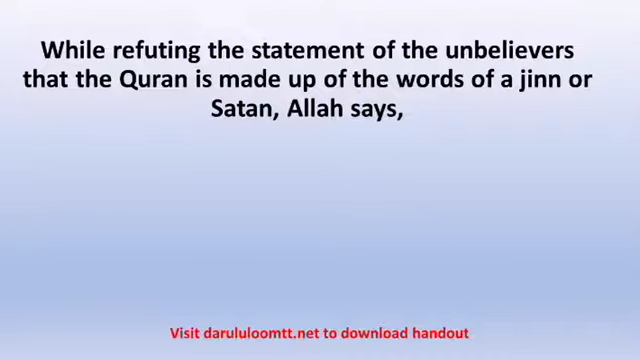 While refuting the statement of the unbelievers
that the Quran is made up of the words of a jinn or
Satan, Allah says,
Visit darululoomtt.net to download handout